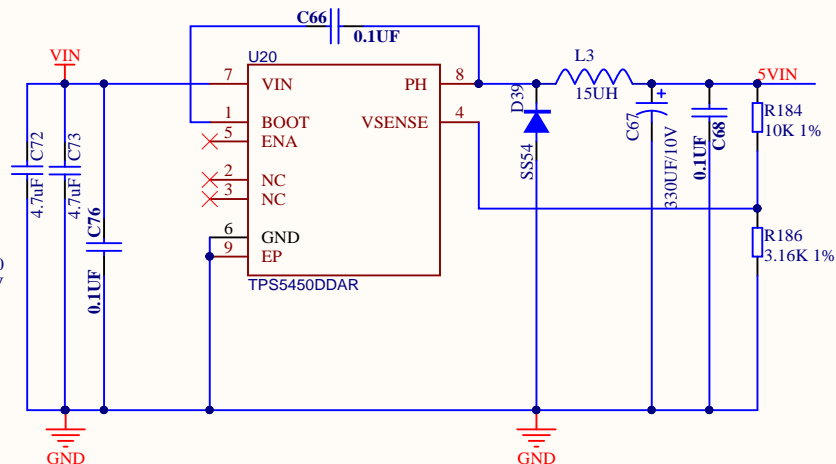 C66
0.1UF
VIN
U20
7 VIN
PH 8
1 BOOT
VSENSE 4
5 ENA
2 NC
3 NC
6 GND
9 EP
TPS5450DDAR
C72
4.7uF
C73
4.7uF
C76
0.1UF
D39
SS54
L3
15UH
C67
330UF/10V
0.1UF
C68
5VIN
R184
10K 1%
R186
3.16K 1%
GND
GND